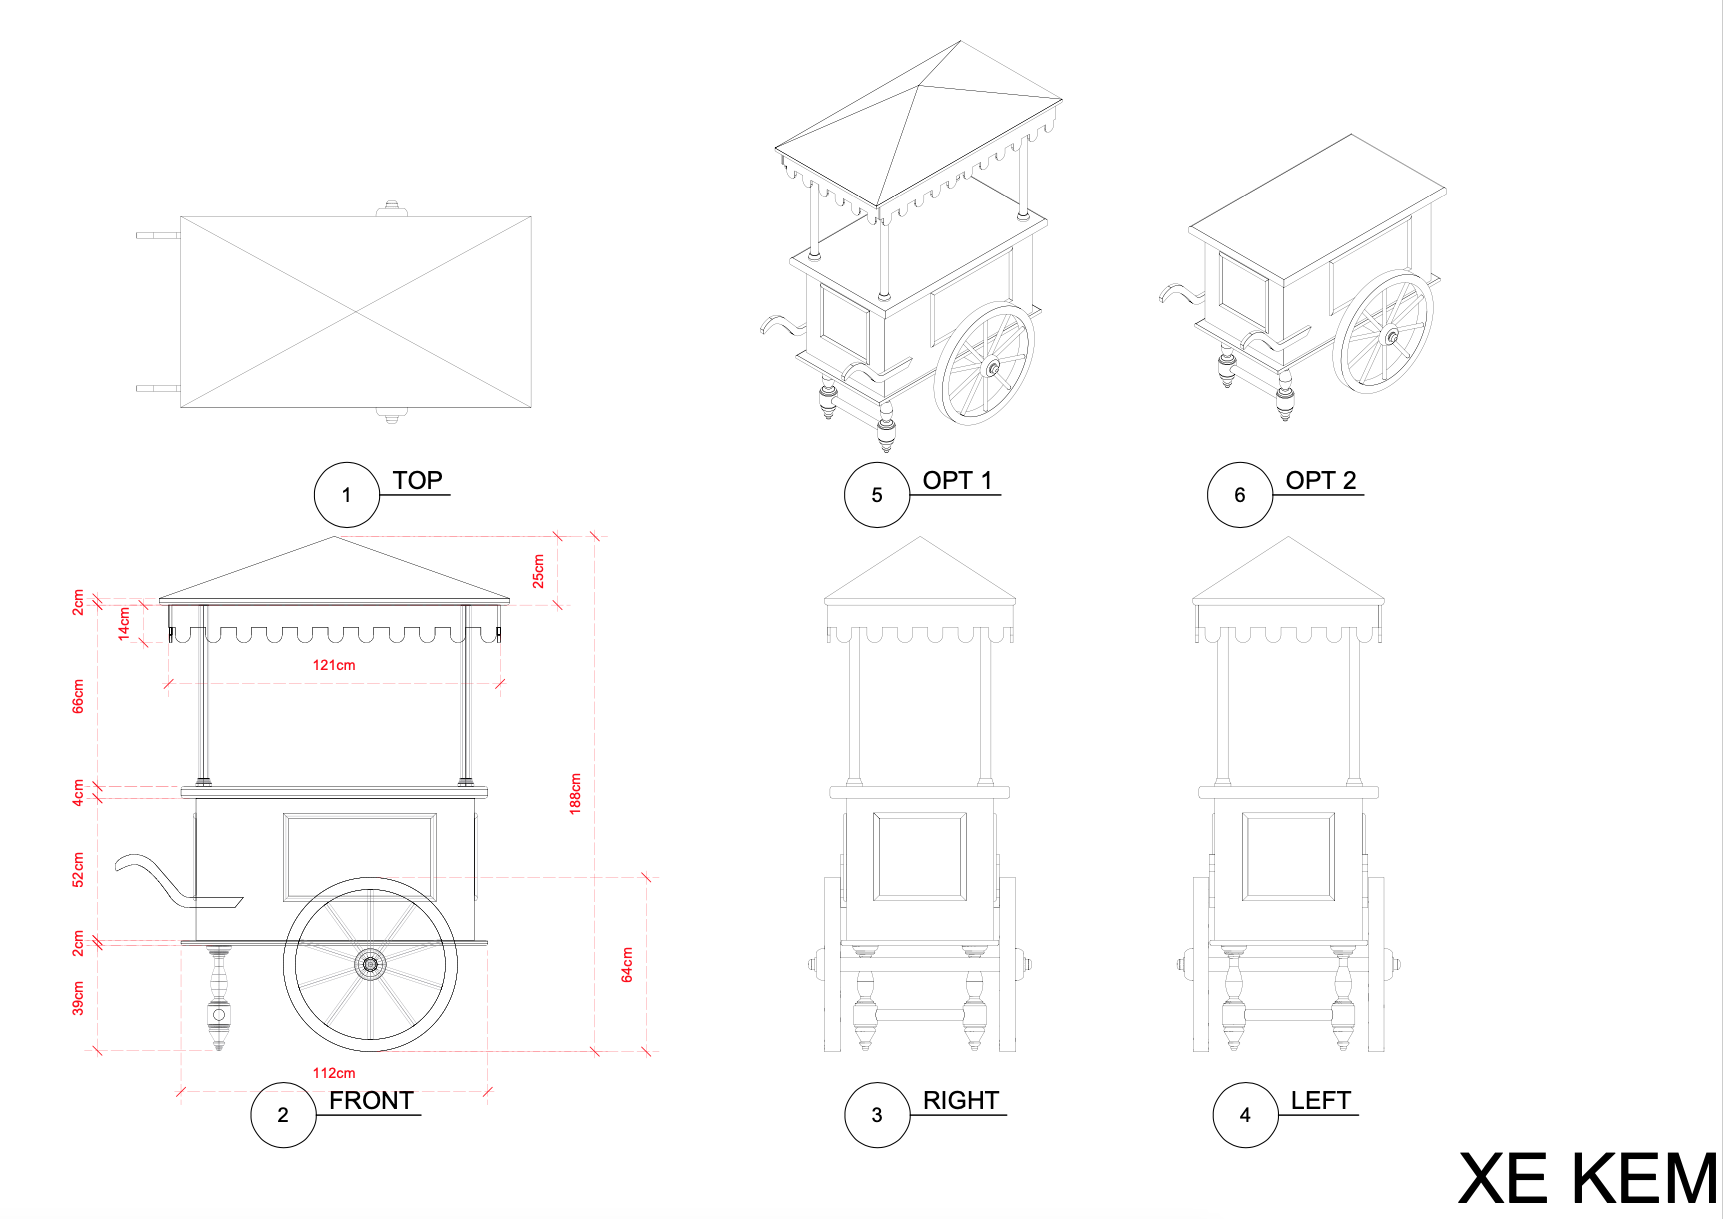 1 TOP
5 OPT 1
6 OPT 2
25cm
2cm
14cm
121cm
66cm
4cm
188cm
52cm
2cm
64cm
39cm
112cm
2 FRONT
3 RIGHT
4 LEFT
XE KEM